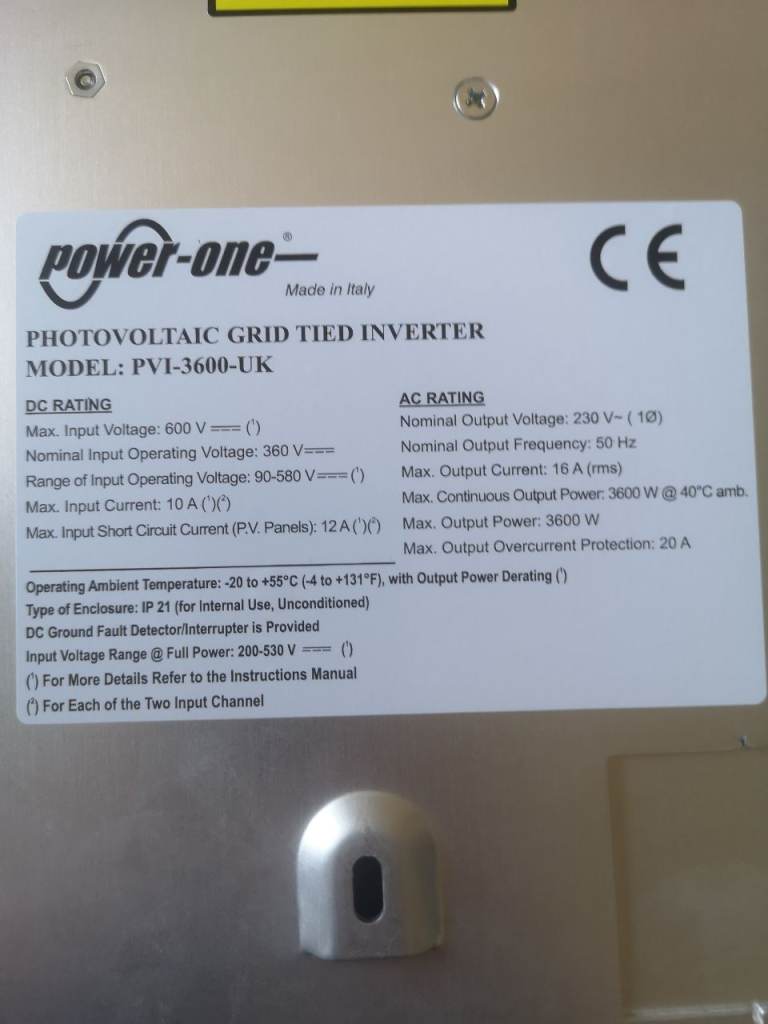 power-one®
Made in Italy
CE
PHOTOVOLTAIC GRID TIED INVERTER
MODEL: PVI-3600-UK
DC RATING
Max. Input Voltage: 600 V ⎓ (¹)
Nominal Input Operating Voltage: 360 V⎓
Range of Input Operating Voltage: 90-580 V⎓(¹)
Max. Input Current: 10 A (¹)(²)
Max. Input Short Circuit Current (P.V. Panels): 12 A (¹)(²)
AC RATING
Nominal Output Voltage: 230 V~ ( 1Ø)
Nominal Output Frequency: 50 Hz
Max. Output Current: 16 A (rms)
Max. Continuous Output Power: 3600 W @ 40°C amb.
Max. Output Power: 3600 W
Max. Output Overcurrent Protection: 20 A
Operating Ambient Temperature: -20 to +55°C (-4 to +131°F), with Output Power Derating (¹)
Type of Enclosure: IP 21 (for Internal Use, Unconditioned)
DC Ground Fault Detector/Interrupter is Provided
Input Voltage Range @ Full Power: 200-530 V ⎓ (¹)
(¹) For More Details Refer to the Instructions Manual
(²) For Each of the Two Input Channel